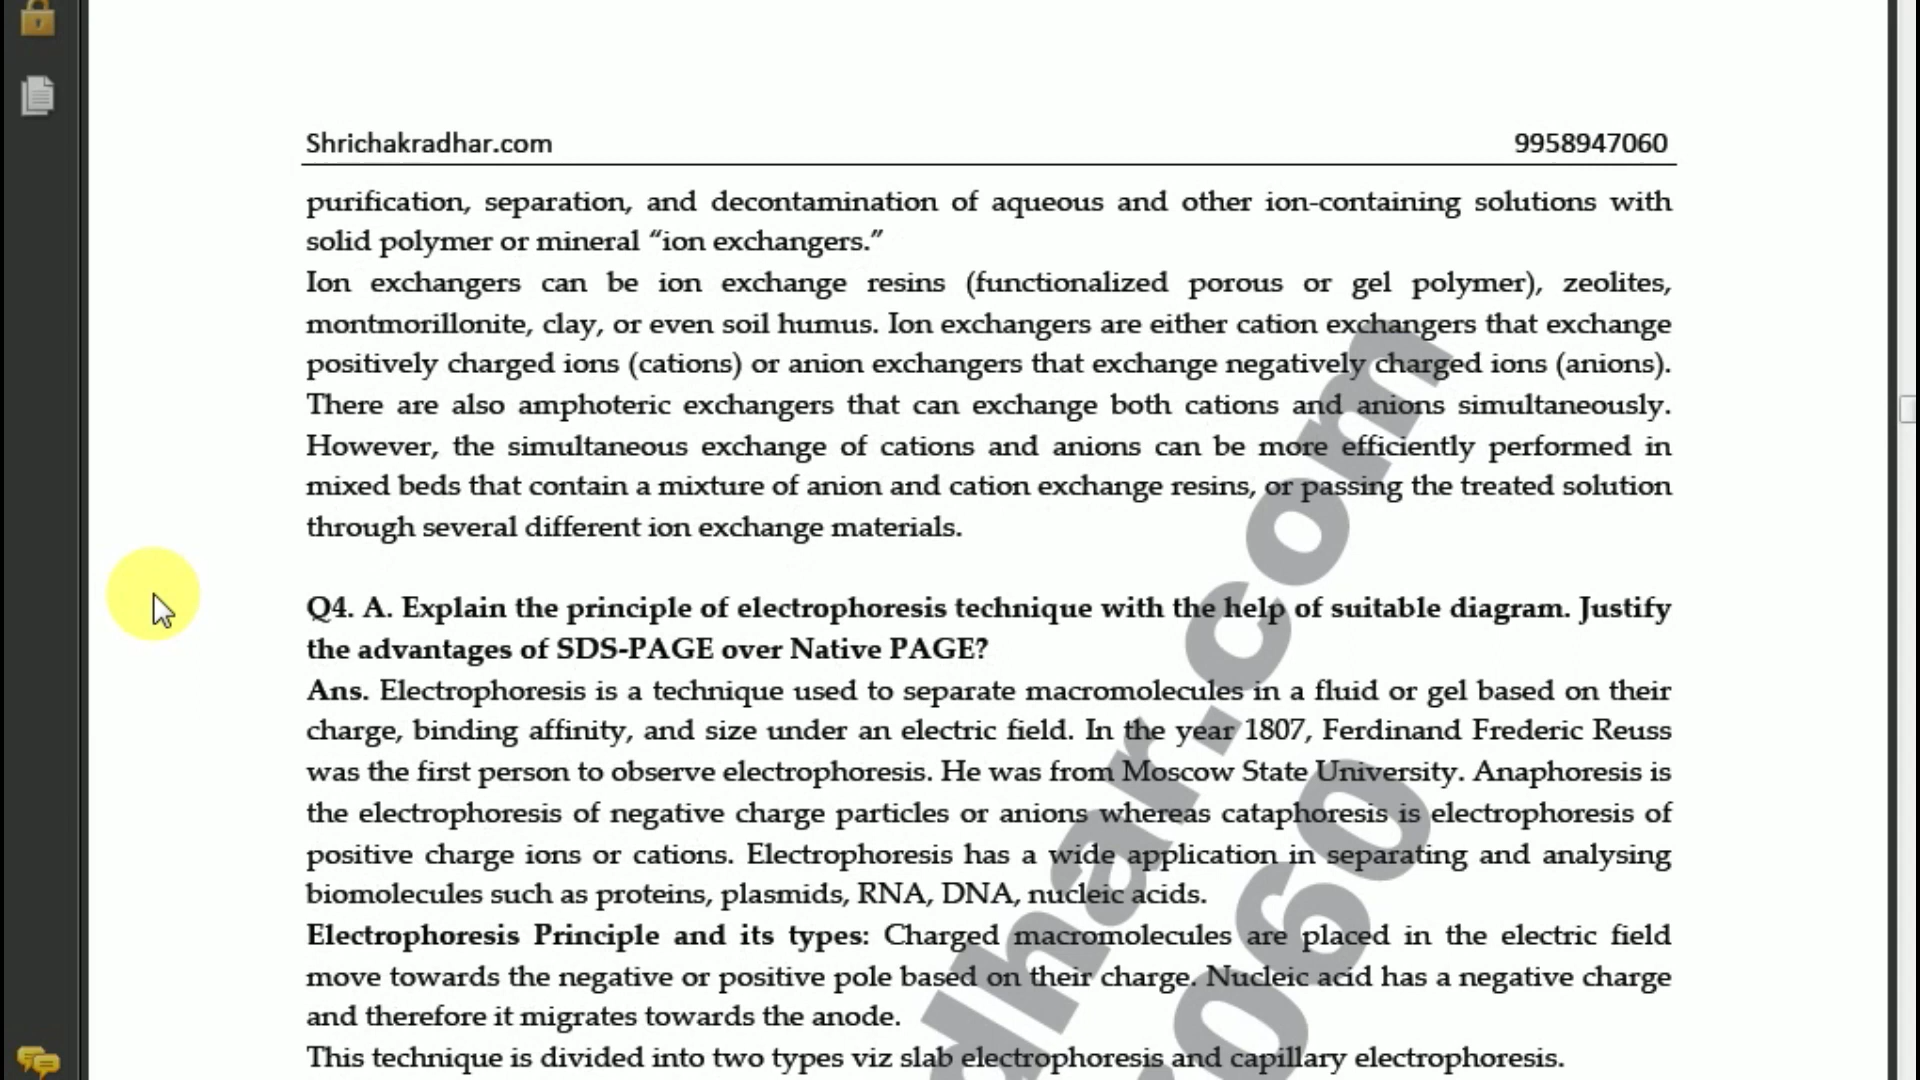 Shrichakradhar.com 9958947060
purification, separation, and decontamination of aqueous and other ion-containing solutions with
solid polymer or mineral “ion exchangers.”
Ion exchangers can be ion exchange resins (functionalized porous or gel polymer), zeolites,
montmorillonite, clay, or even soil humus. Ion exchangers are either cation exchangers that exchange
positively charged ions (cations) or anion exchangers that exchange negatively charged ions (anions).
There are also amphoteric exchangers that can exchange both cations and anions simultaneously.
However, the simultaneous exchange of cations and anions can be more efficiently performed in
mixed beds that contain a mixture of anion and cation exchange resins, or passing the treated solution
through several different ion exchange materials.
Q4. A. Explain the principle of electrophoresis technique with the help of suitable diagram. Justify
the advantages of SDS-PAGE over Native PAGE?
Ans. Electrophoresis is a technique used to separate macromolecules in a fluid or gel based on their
charge, binding affinity, and size under an electric field. In the year 1807, Ferdinand Frederic Reuss
was the first person to observe electrophoresis. He was from Moscow State University. Anaphoresis is
the electrophoresis of negative charge particles or anions whereas cataphoresis is electrophoresis of
positive charge ions or cations. Electrophoresis has a wide application in separating and analysing
biomolecules such as proteins, plasmids, RNA, DNA, nucleic acids.
Electrophoresis Principle and its types: Charged macromolecules are placed in the electric field
move towards the negative or positive pole based on their charge. Nucleic acid has a negative charge
and therefore it migrates towards the anode.
This technique is divided into two types viz slab electrophoresis and capillary electrophoresis.
dhar.com
060